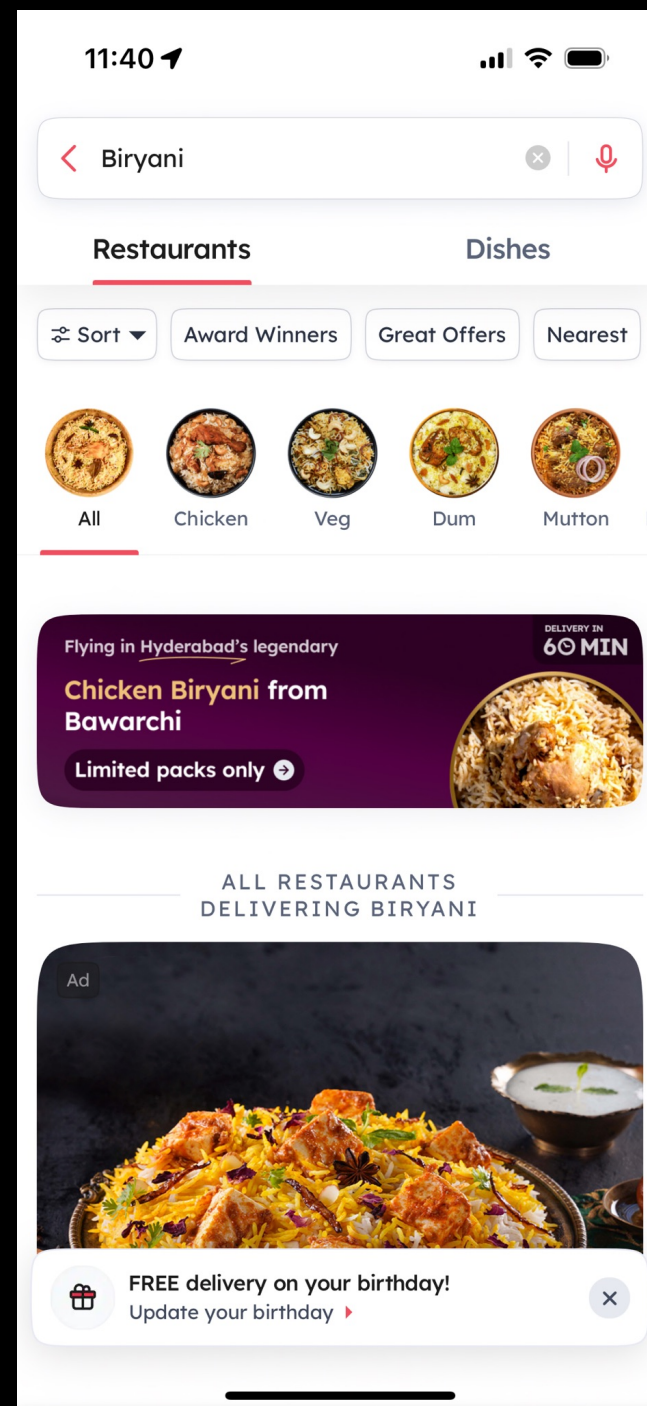 11:40
Biryani
Restaurants
Dishes
Sort
Award Winners
Great Offers
Nearest
All
Chicken
Veg
Dum
Mutton
Flying in Hyderabad's legendary
Chicken Biryani from
Bawarchi
Limited packs only
DELIVERY IN
60 MIN
ALL RESTAURANTS
DELIVERING BIRYANI
Ad
FREE delivery on your birthday!
Update your birthday